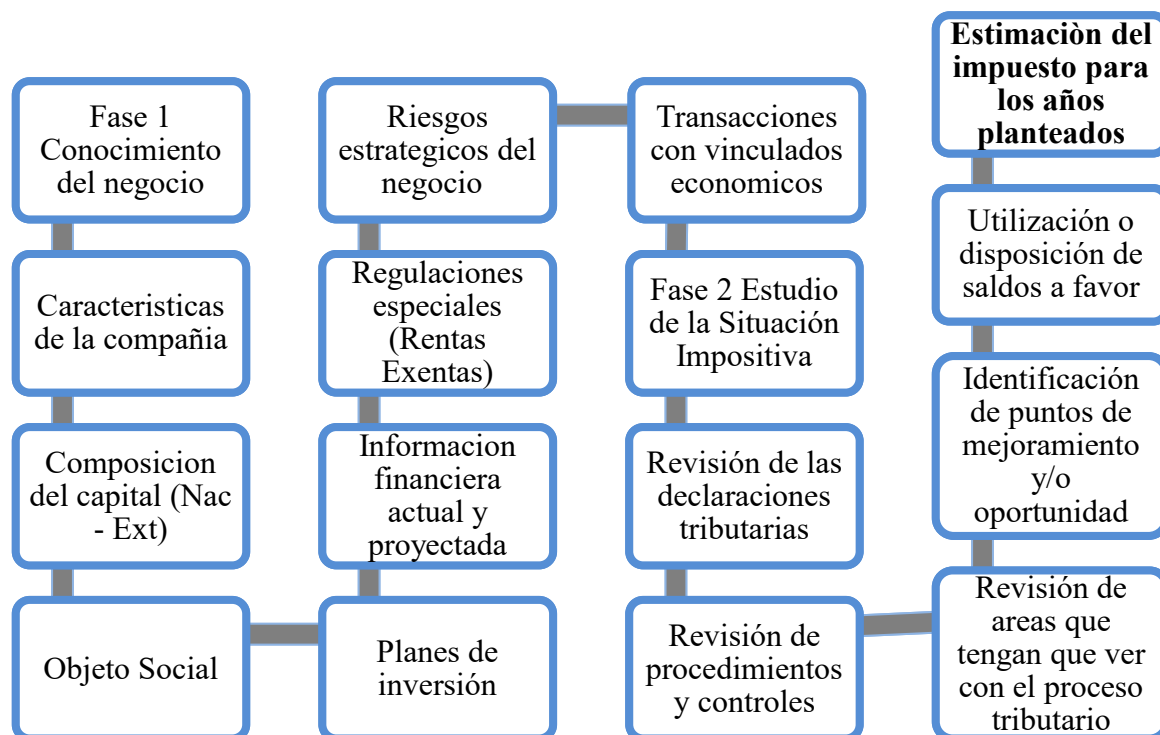 Fase 1
Conocimiento
del negocio
Caracteristicas
de la compañia
Composicion
del capital (Nac
- Ext)
Objeto Social
Planes de
inversión
Informacion
financiera
actual y
proyectada
Regulaciones
especiales
(Rentas
Exentas)
Riesgos
estrategicos del
negocio
Transacciones
con vinculados
economicos
Fase 2 Estudio
de la Situación
Impositiva
Revisión de las
declaraciones
tributarias
Revisión de
procedimientos
y controles
Revisión de
areas que
tengan que ver
con el proceso
tributario
Identificación
de puntos de
mejoramiento
y/o
oportunidad
Utilización o
disposición de
saldos a favor
Estimaciòn del
impuesto para
los años
planteados